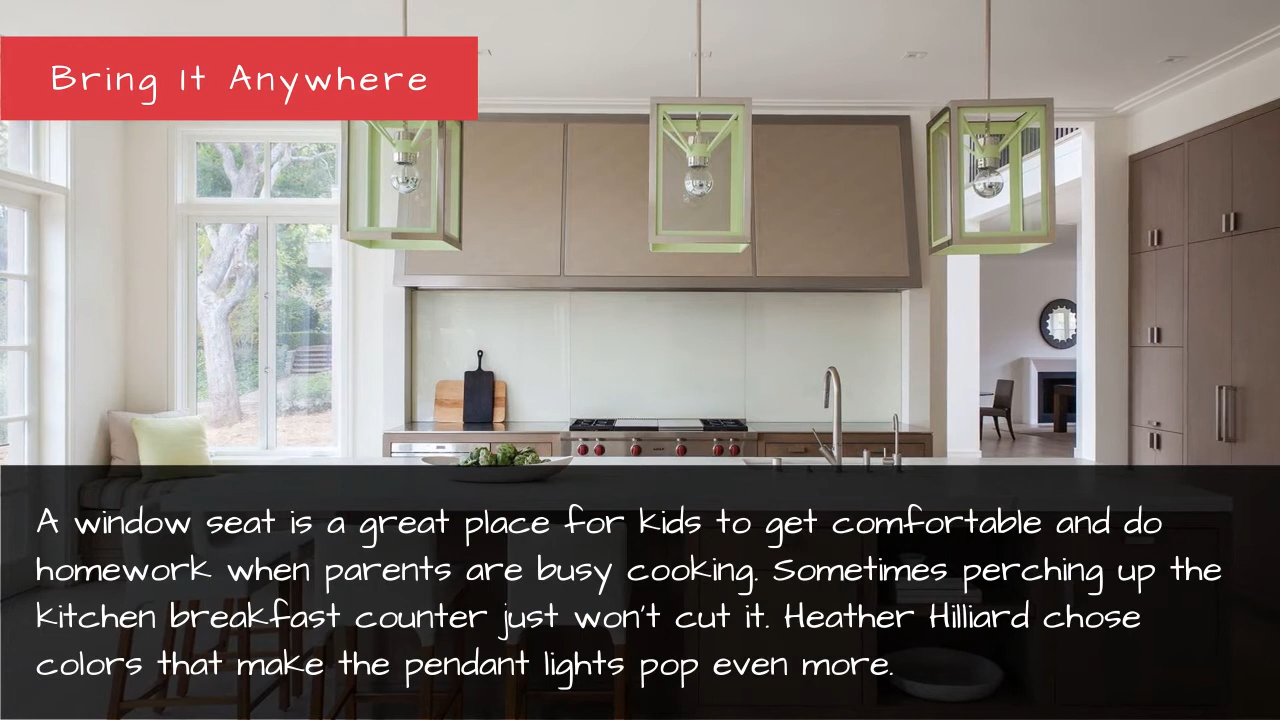 Bring It Anywhere
A window seat is a great place for kids to get comfortable and do
homework when parents are busy cooking. Sometimes perching up the
kitchen breakfast counter just won't cut it. Heather Hilliard chose
colors that make the pendant lights pop even more.